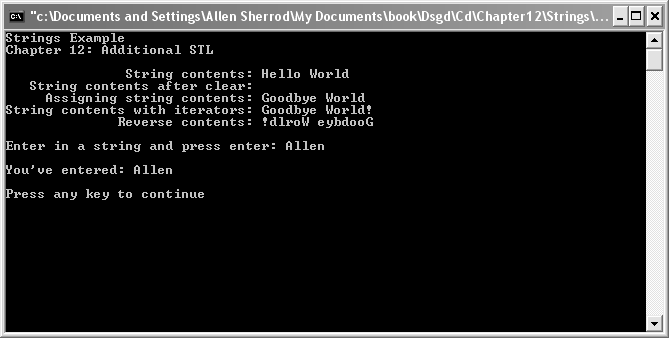 "c:\Documents and Settings\Allen Sherrod\My Documents\book\Dsgd\Cd\Chapter12\Strings\...
Strings Example
Chapter 12: Additional STL
String contents: Hello World
String contents after clear:
Assigning string contents: Goodbye World
String contents with iterators: Goodbye World!
Reverse contents: !dlroW eybdooG
Enter in a string and press enter: Allen
You've entered: Allen
Press any key to continue